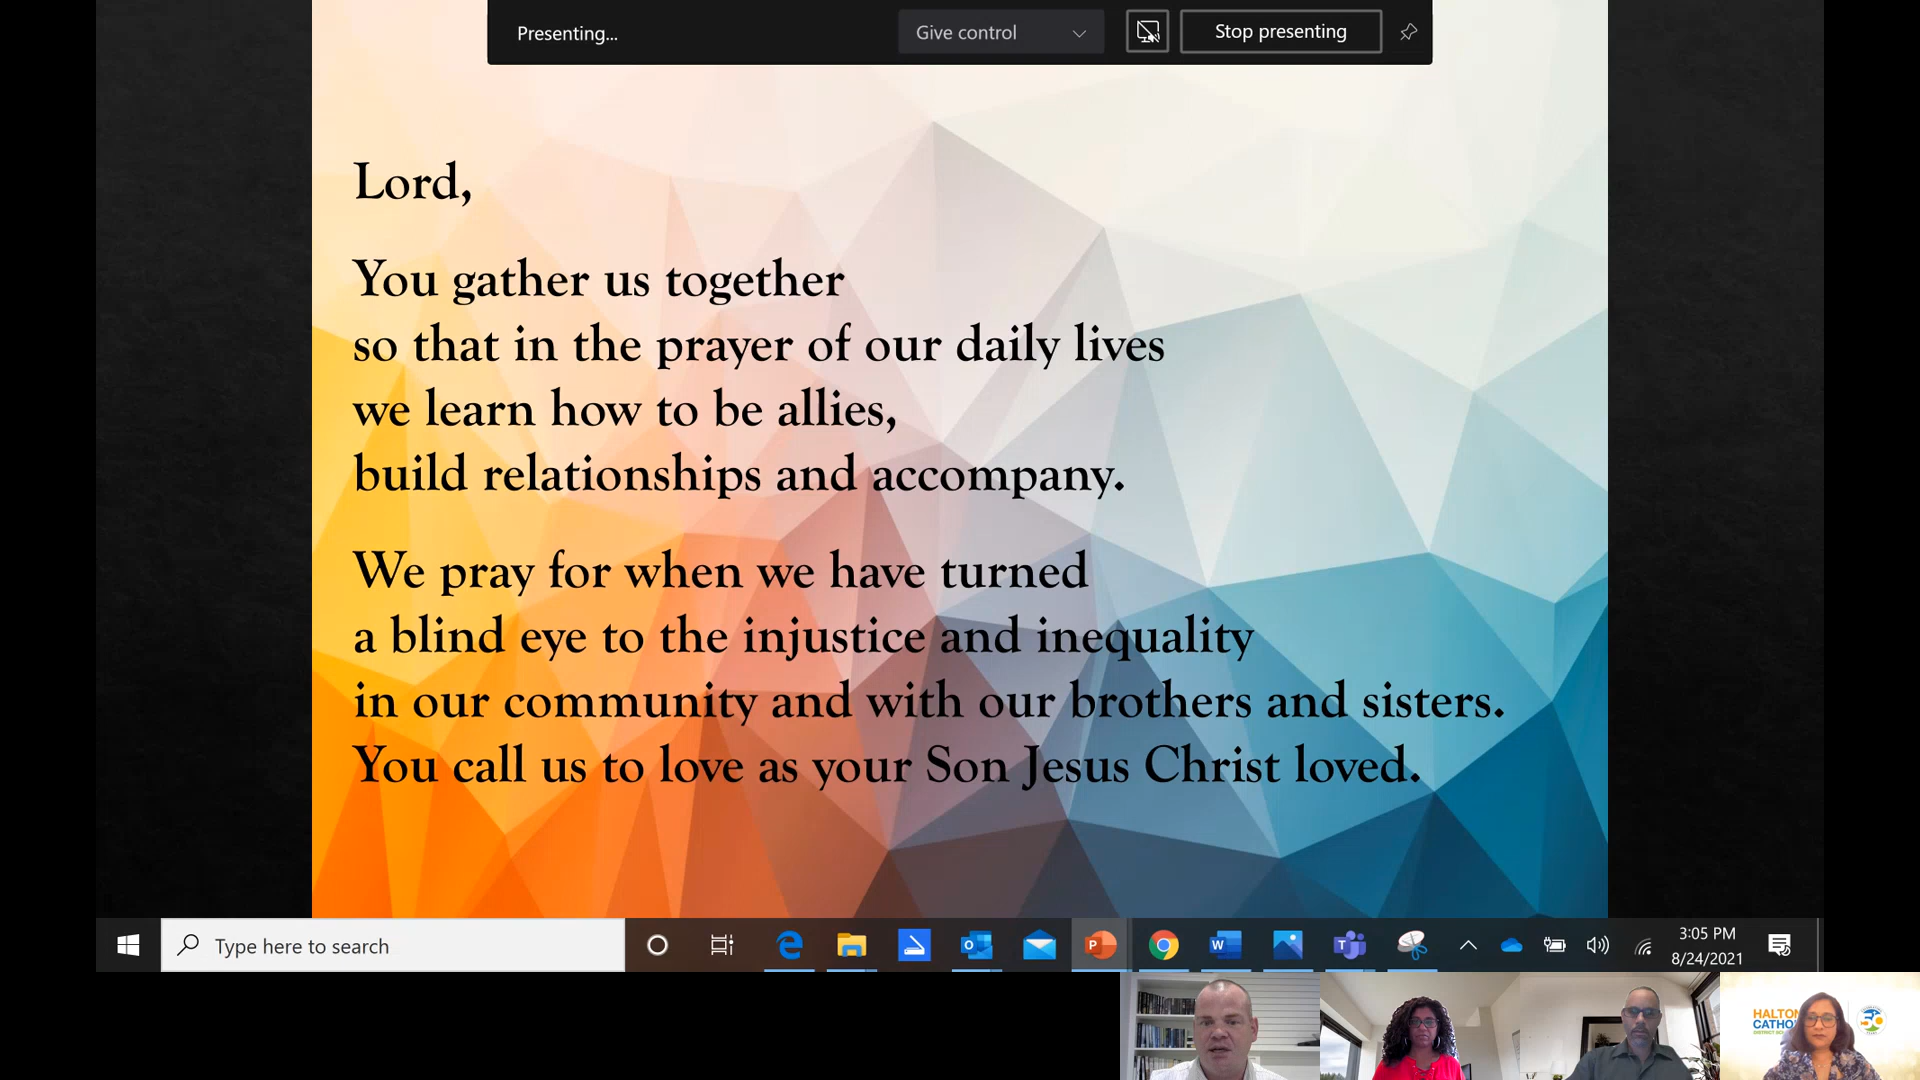 Presenting...
Give control
Stop presenting
Lord,
You gather us together
so that in the prayer of our daily lives
we learn how to be allies,
build relationships and accompany.
We pray for when we have turned
a blind eye to the injustice and inequality
in our community and with our brothers and sisters.
You call us to love as your Son Jesus Christ loved.
Type here to search
3:05 PM
8/24/2021
HALTON
CATHO